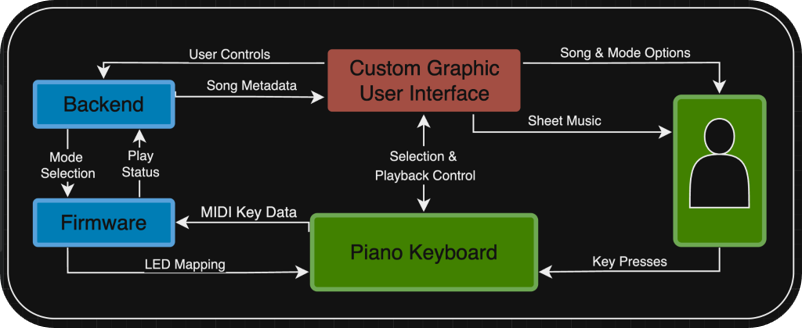 User Controls
Song & Mode Options
Custom Graphic
User Interface
Backend
Song Metadata
Sheet Music
Mode
Selection
Play
Status
Selection &
Playback Control
Firmware
MIDI Key Data
Piano Keyboard
LED Mapping
Key Presses